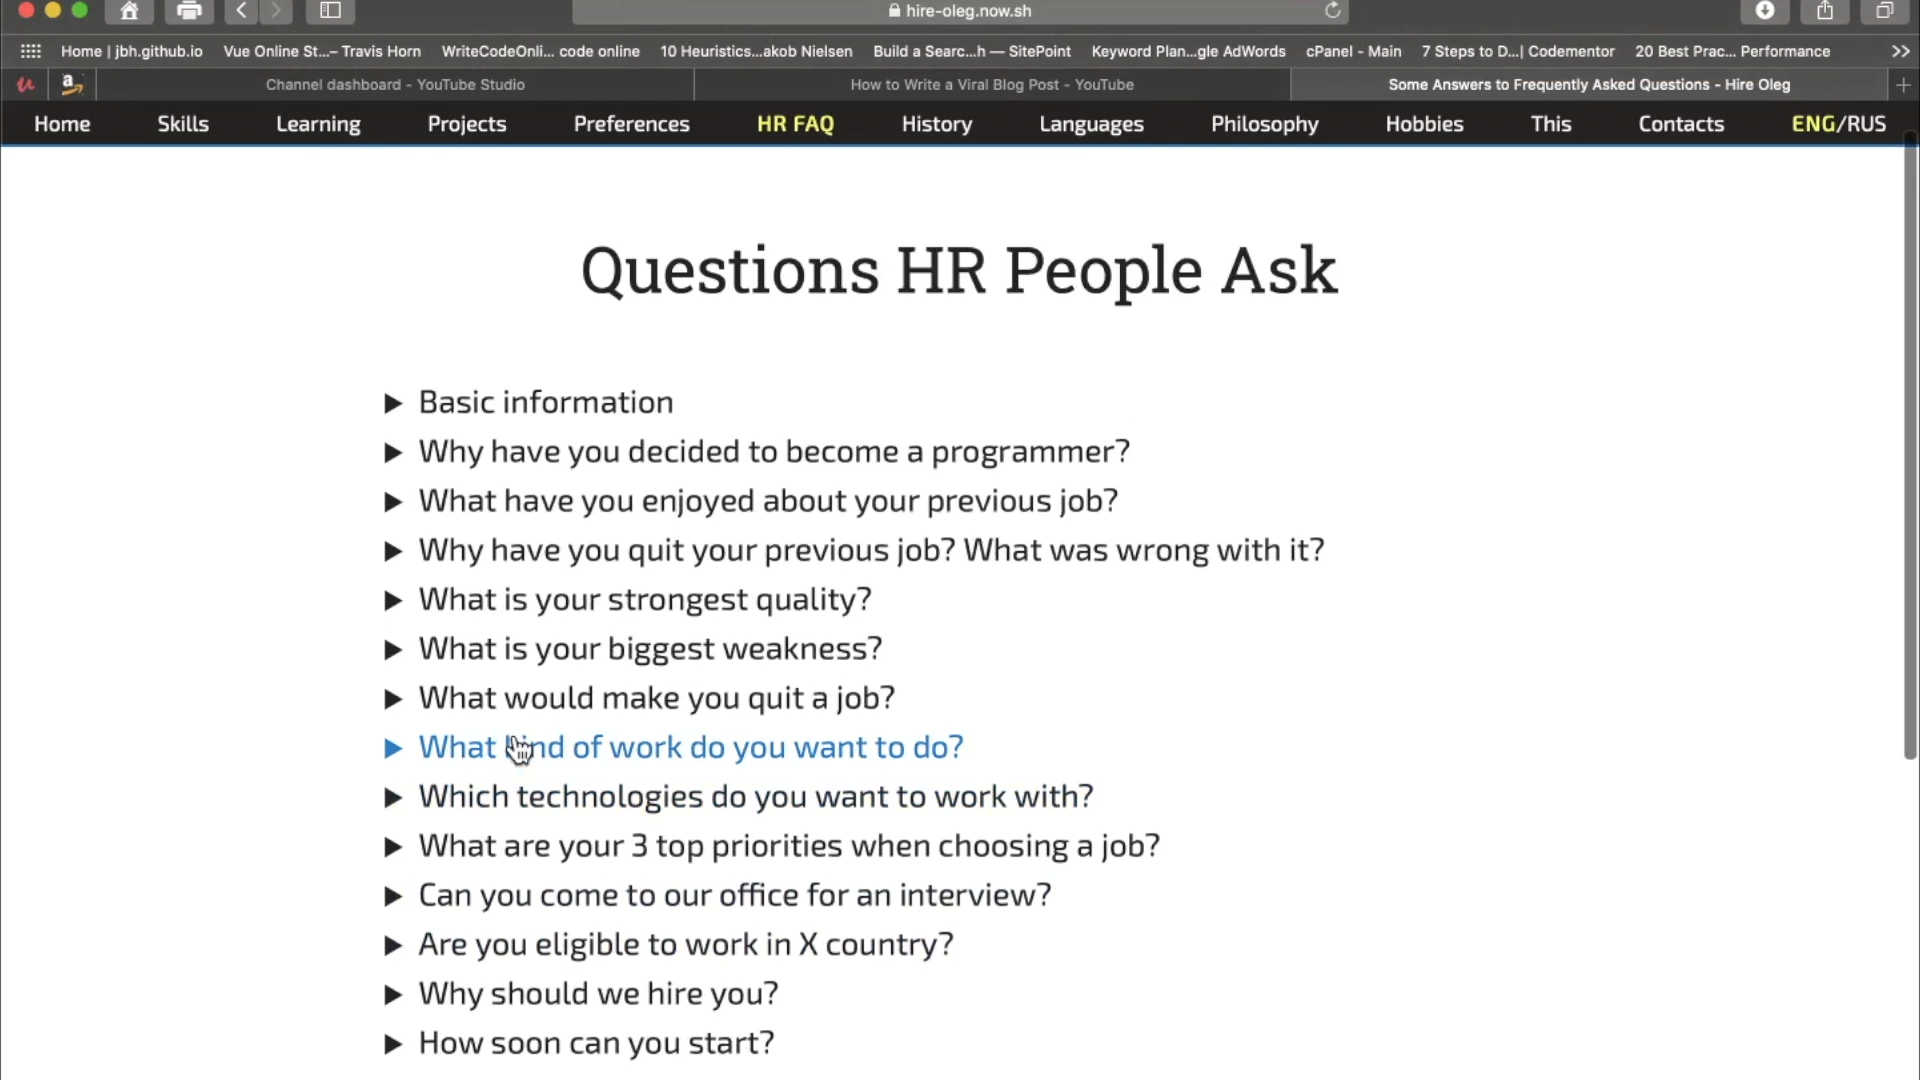 hire-oleg.now.sh
Home | jbh.github.io Vue Online St...– Travis Horn WriteCodeOnli... code online 10 Heuristics...akob Nielsen Build a Searc...h — SitePoint Keyword Plan...gle AdWords cPanel - Main 7 Steps to D...| Codementor 20 Best Prac... Performance
a Channel dashboard - YouTube Studio How to Write a Viral Blog Post - YouTube Some Answers to Frequently Asked Questions - Hire Oleg
Home Skills Learning Projects Preferences HR FAQ History Languages Philosophy Hobbies This Contacts ENG/RUS
Questions HR People Ask
Basic information
Why have you decided to become a programmer?
What have you enjoyed about your previous job?
Why have you quit your previous job? What was wrong with it?
What is your strongest quality?
What is your biggest weakness?
What would make you quit a job?
What kind of work do you want to do?
Which technologies do you want to work with?
What are your 3 top priorities when choosing a job?
Can you come to our office for an interview?
Are you eligible to work in X country?
Why should we hire you?
How soon can you start?